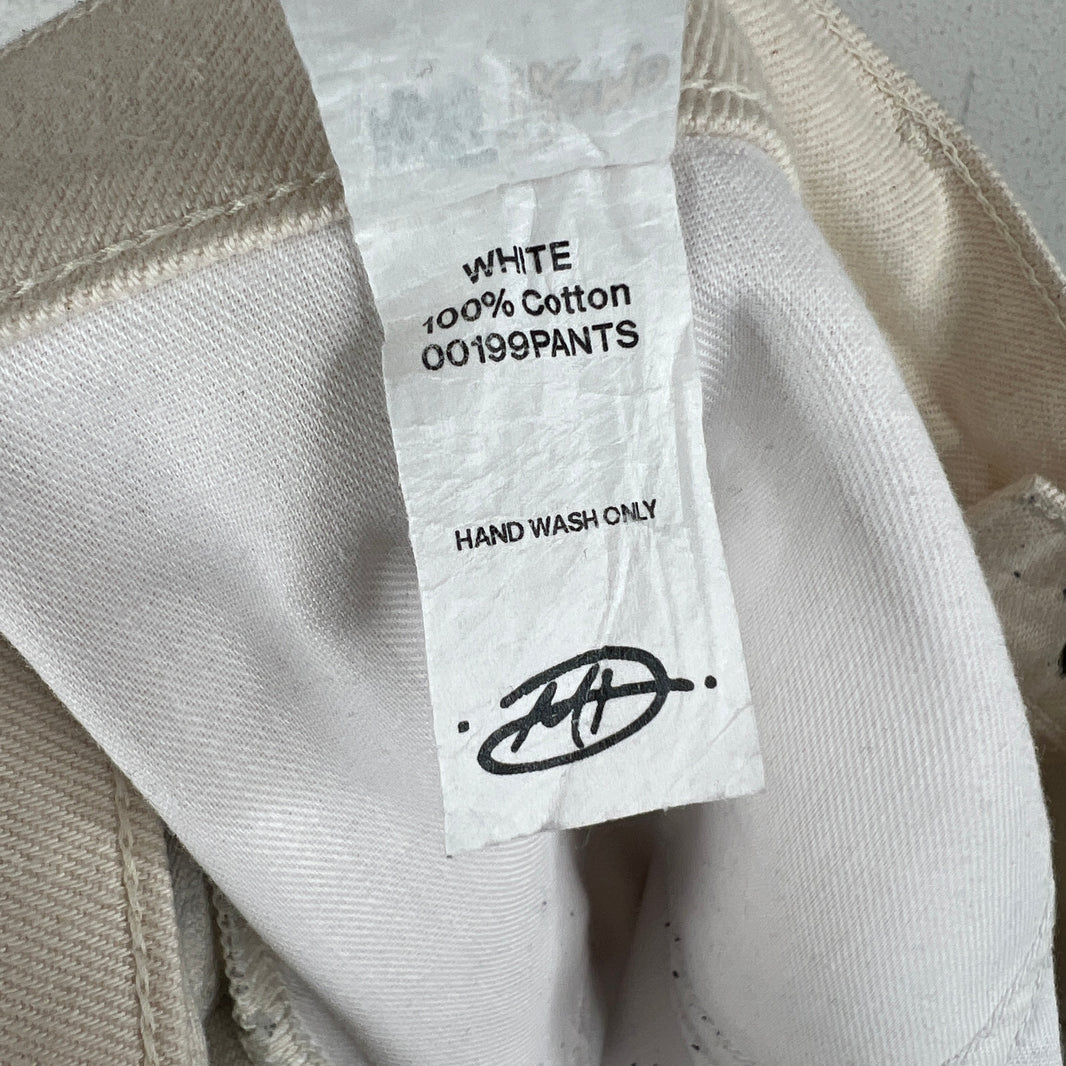 WHITE
100% Cotton
00199PANTS
HAND WASH ONLY